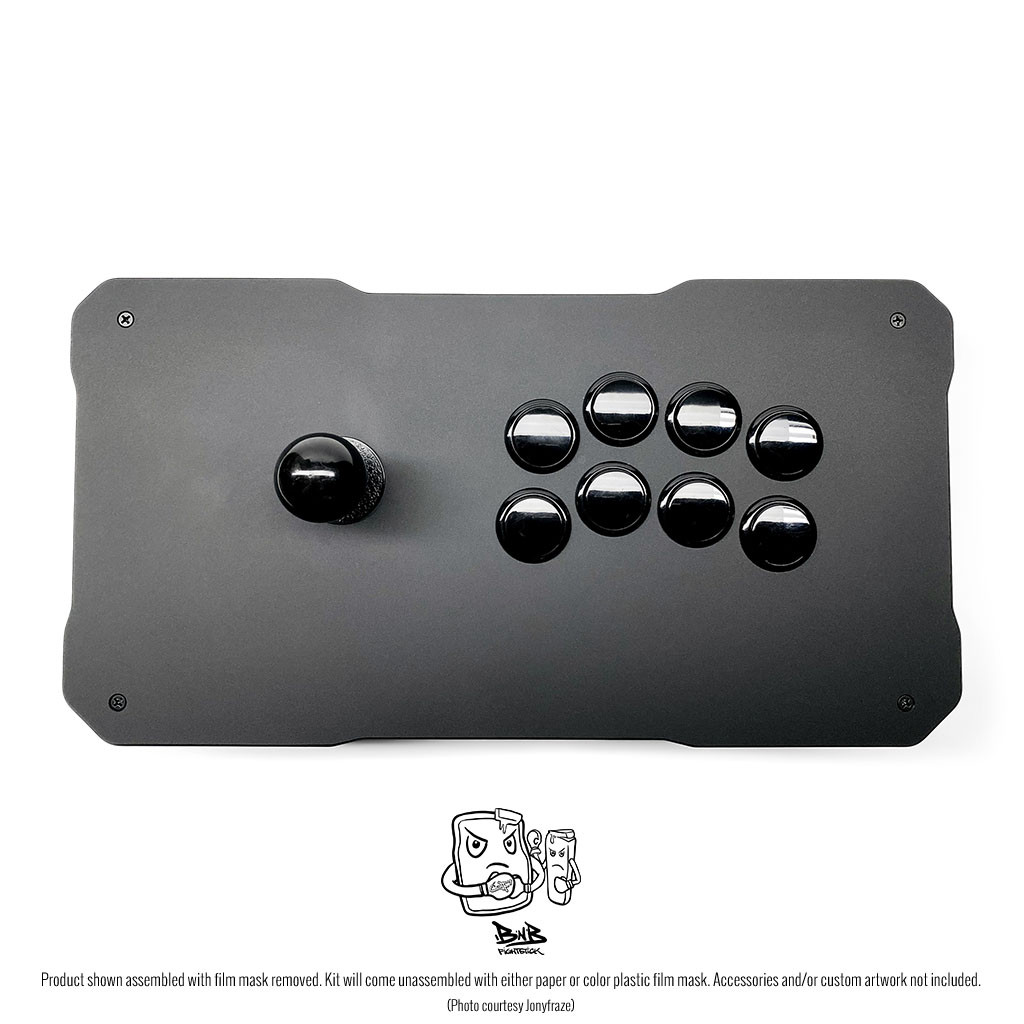 BNB
FIGHTSTICK
Product shown assembled with film mask removed. Kit will come unassembled with either paper or color plastic film mask. Accessories and/or custom artwork not included.
(Photo courtesy Jonyfraze)